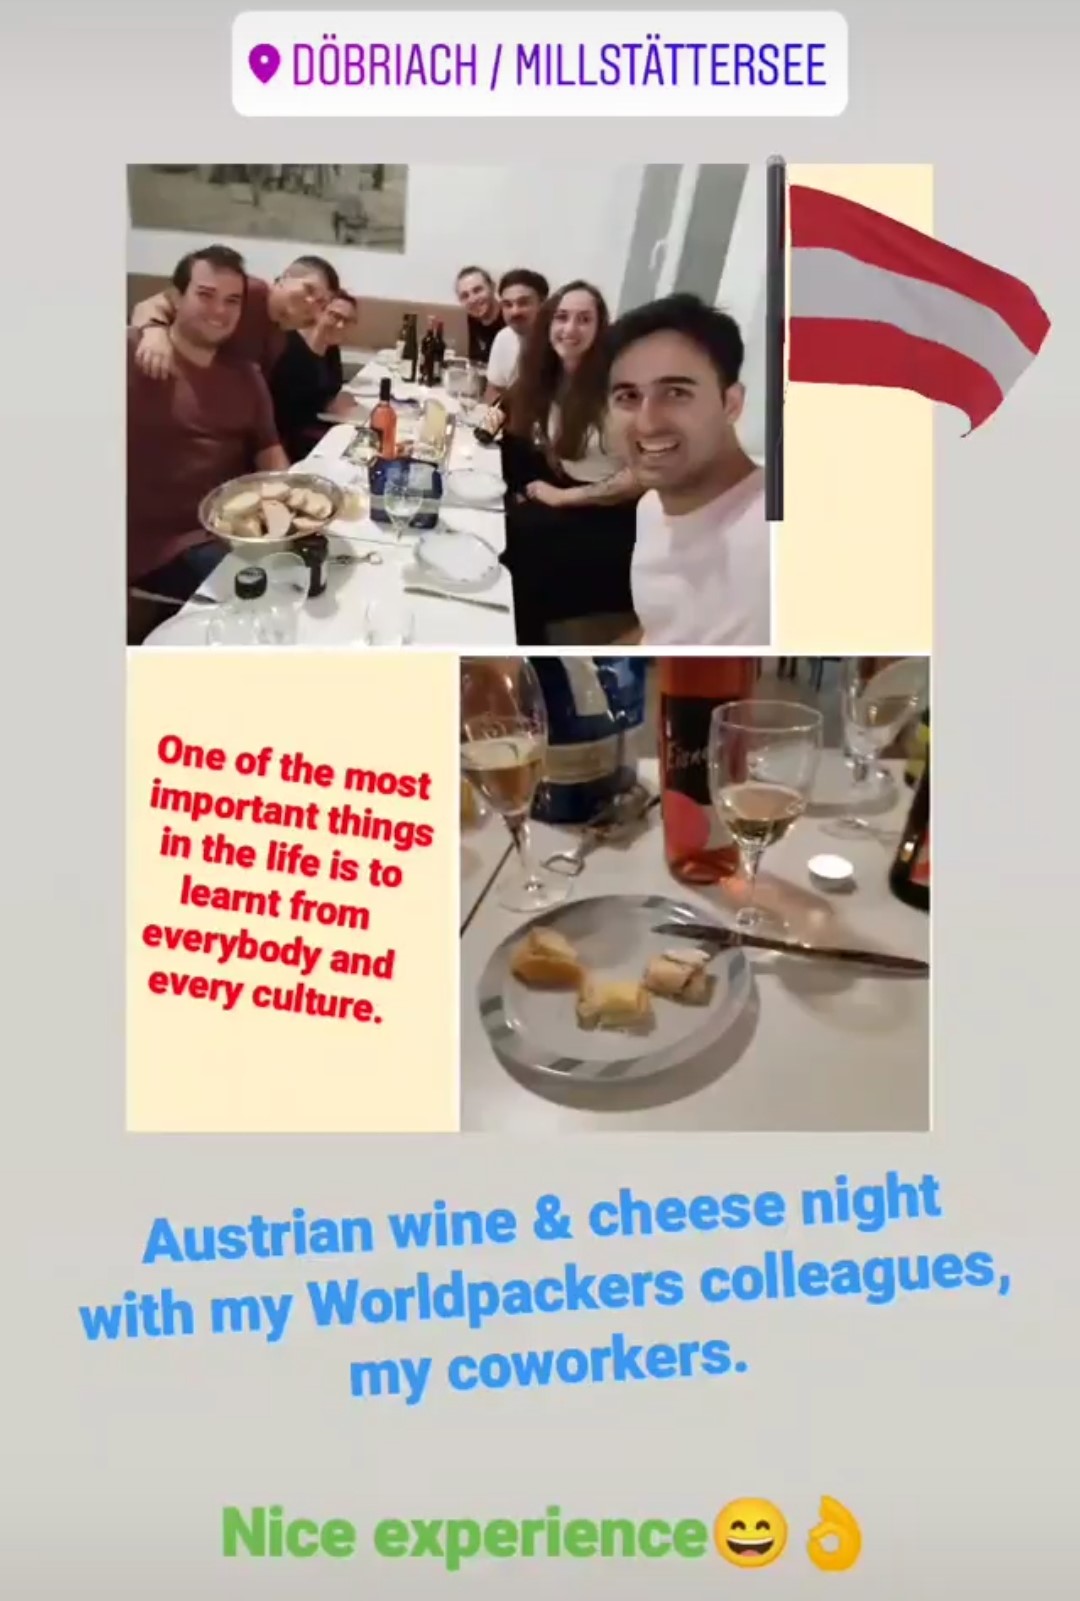 DÖBRIACH / MILLSTÄTTERSEE
One of the most
important things
in the life is to
learnt from
everybody and
every culture.
Austrian wine & cheese night
with my Worldpackers colleagues,
my coworkers.
Nice experience😄👌